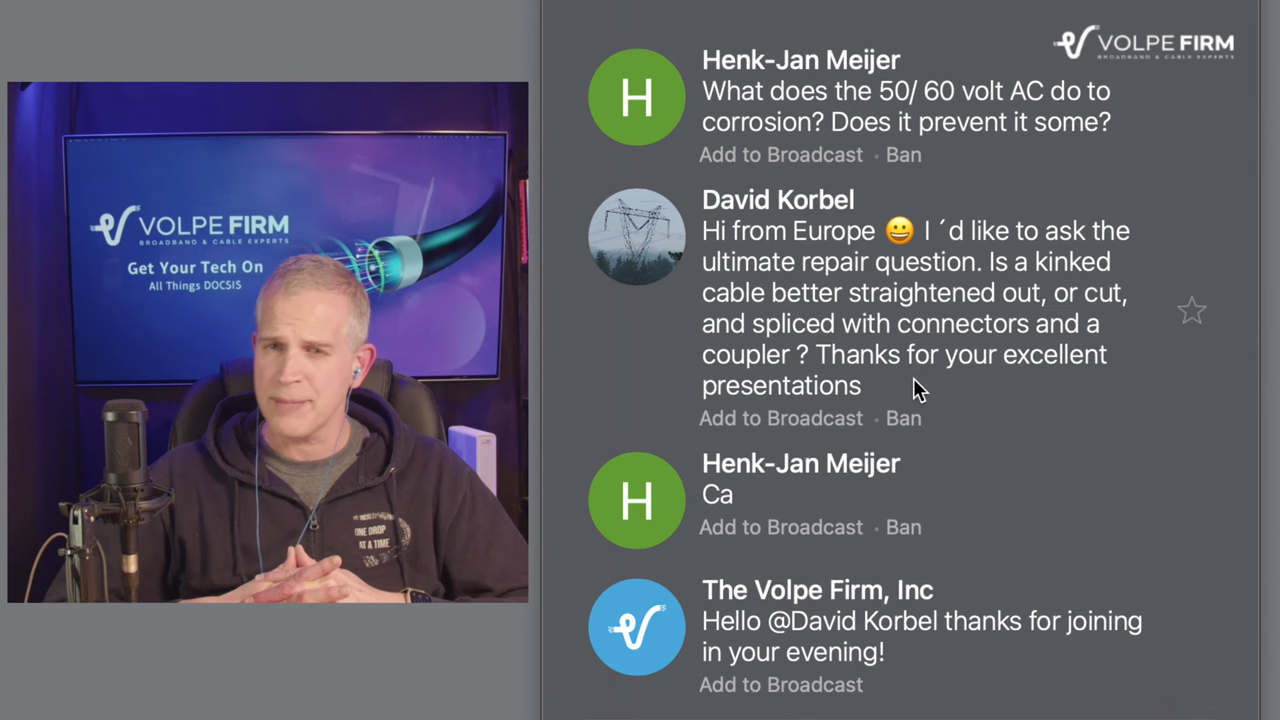 VOLPE FIRM
BROADBAND & CABLE EXPERTS
Get Your Tech On
All Things DOCSIS
ONE DROP
AT A TIME
VOLPE FIRM
BROADBAND & CABLE EXPERTS
H
Henk-Jan Meijer
What does the 50/ 60 volt AC do to
corrosion? Does it prevent it some?
Add to Broadcast · Ban
David Korbel
Hi from Europe 😀 I ´d like to ask the
ultimate repair question. Is a kinked
cable better straightened out, or cut,
and spliced with connectors and a
coupler ? Thanks for your excellent
presentations
Add to Broadcast · Ban
H
Henk-Jan Meijer
Ca
Add to Broadcast · Ban
The Volpe Firm, Inc
Hello @David Korbel thanks for joining
in your evening!
Add to Broadcast